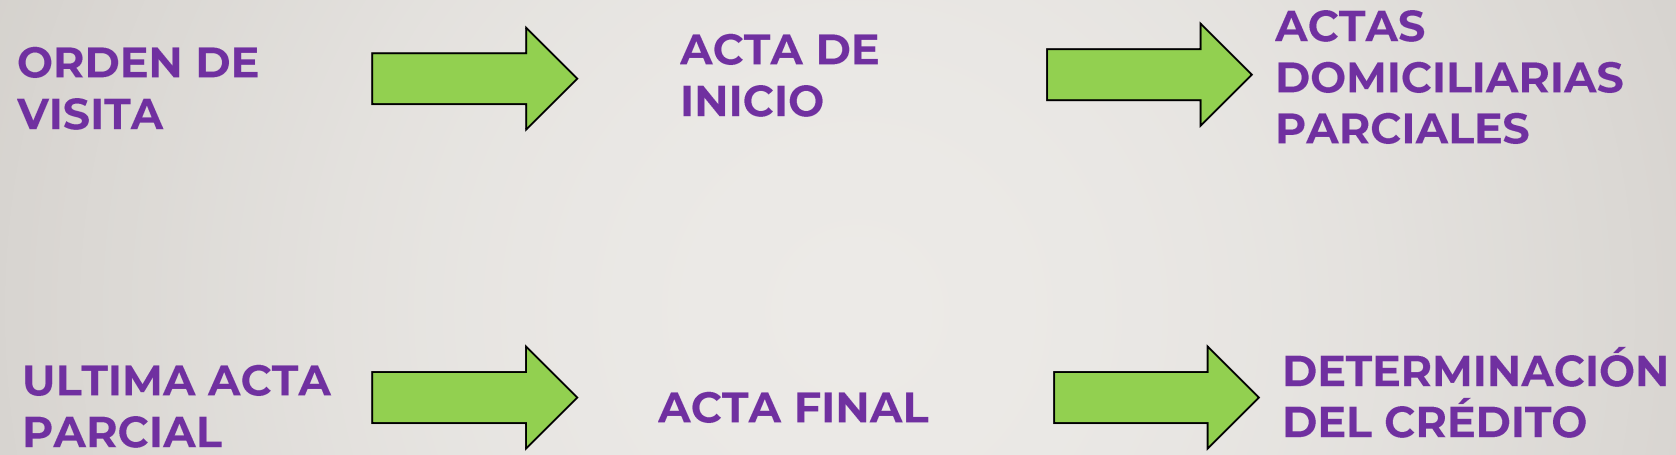 ORDEN DE
VISITA
ACTA DE
INICIO
ACTAS
DOMICILIARIAS
PARCIALES
ULTIMA ACTA
PARCIAL
ACTA FINAL
DETERMINACIÓN
DEL CRÉDITO